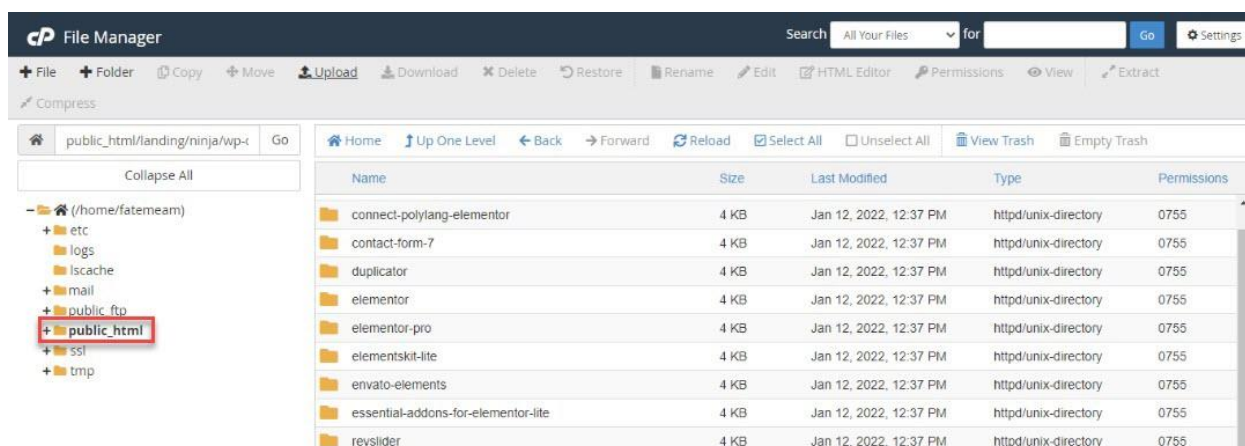 cP File Manager Search All Your Files for Go Settings
File Folder Copy Move Upload Download Delete Restore Rename Edit HTML Editor Permissions View Extract
Compress
public_html/landing/ninja/wp-c Go Home Up One Level Back Forward Reload Select All Unselect All View Trash Empty Trash
Collapse All
Name Size Last Modified Type Permissions
(/home/fatemeam)
etc
logs
lscache
mail
public_ftp
public_html
ssl
tmp
connect-polylang-elementor 4 KB Jan 12, 2022, 12:37 PM httpd/unix-directory 0755
contact-form-7 4 KB Jan 12, 2022, 12:37 PM httpd/unix-directory 0755
duplicator 4 KB Jan 12, 2022, 12:37 PM httpd/unix-directory 0755
elementor 4 KB Jan 12, 2022, 12:37 PM httpd/unix-directory 0755
elementor-pro 4 KB Jan 12, 2022, 12:37 PM httpd/unix-directory 0755
elementskit-lite 4 KB Jan 12, 2022, 12:37 PM httpd/unix-directory 0755
envato-elements 4 KB Jan 12, 2022, 12:37 PM httpd/unix-directory 0755
essential-addons-for-elementor-lite 4 KB Jan 12, 2022, 12:37 PM httpd/unix-directory 0755
revslider 4 KB Jan 12, 2022, 12:37 PM httpd/unix-directory 0755